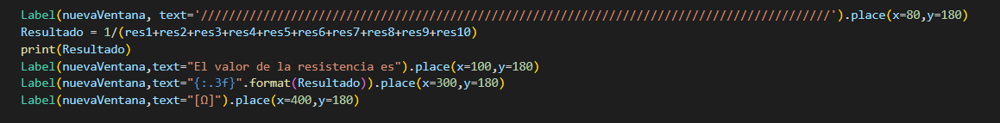 Label(nuevaVentana, text='///////////////////////////////////////////////////////////////////////////////////////////').place(x=80,y=180)
Resultado = 1/(res1+res2+res3+res4+res5+res6+res7+res8+res9+res10)
print(Resultado)
Label(nuevaVentana,text="El valor de la resistencia es").place(x=100,y=180)
Label(nuevaVentana,text="{:.3f}".format(Resultado)).place(x=300,y=180)
Label(nuevaVentana,text="[Ω]").place(x=400,y=180)